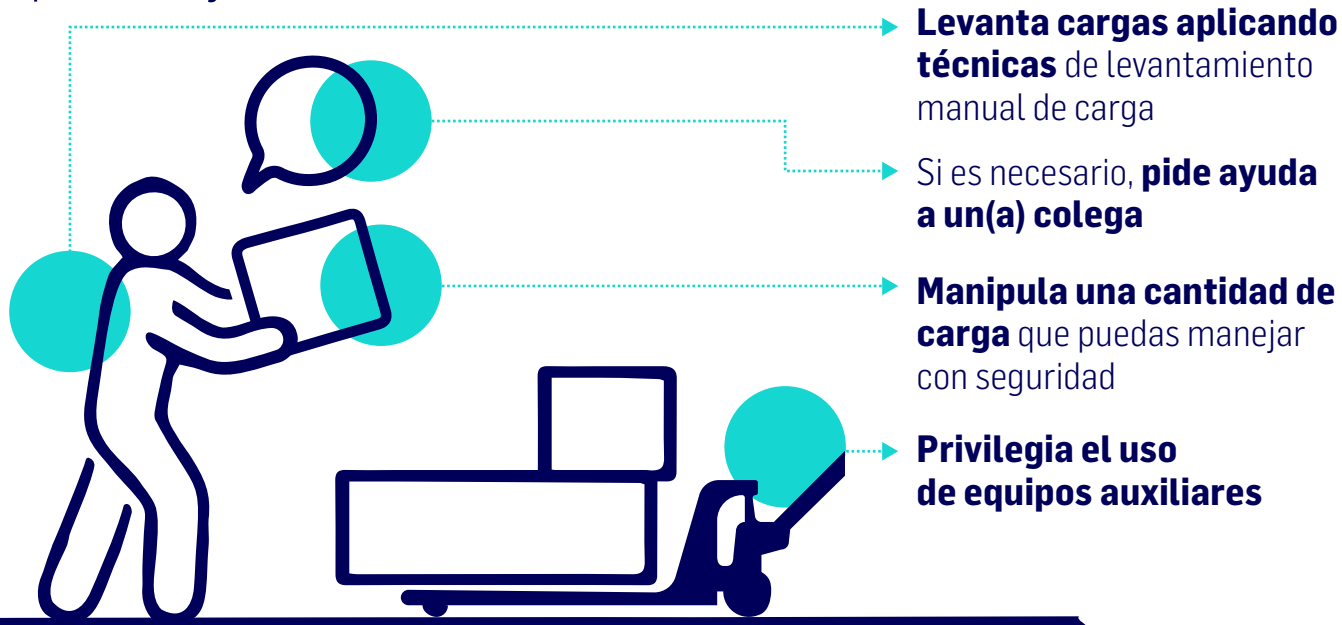 Levanta cargas aplicando
técnicas de levantamiento
manual de carga
Si es necesario, pide ayuda
a un(a) colega
Manipula una cantidad de
carga que puedas manejar
con seguridad
Privilegia el uso
de equipos auxiliares